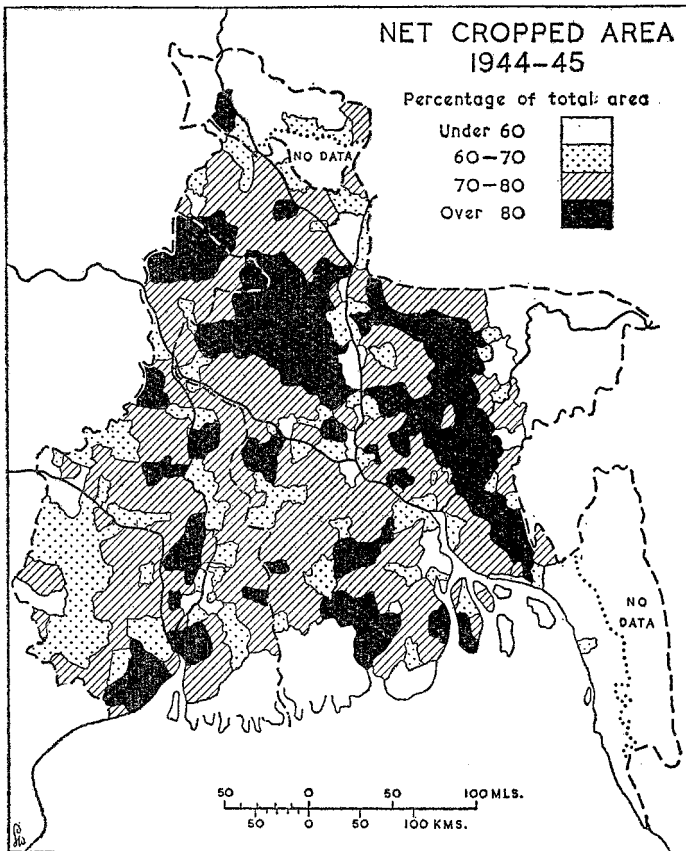 NET CROPPED AREA
1944-45
Percentage of total area
Under 60
60-70
70-80
Over 80
NO DATA
NO
DATA
50 0 50 100 MLS.
50 0 50 100 KMS.